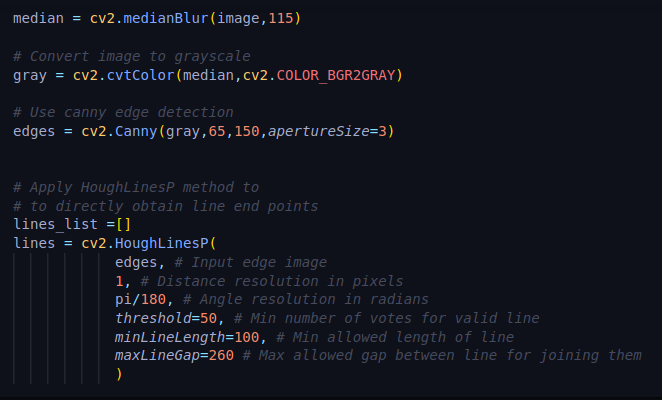 median = cv2.medianBlur(image,115)
# Convert image to grayscale
gray = cv2.cvtColor(median,cv2.COLOR_BGR2GRAY)
# Use canny edge detection
edges = cv2.Canny(gray,65,150,apertureSize=3)
# Apply HoughLinesP method to
# to directly obtain line end points
lines_list =[]
lines = cv2.HoughLinesP(
edges, # Input edge image
1, # Distance resolution in pixels
pi/180, # Angle resolution in radians
threshold=50, # Min number of votes for valid line
minLineLength=100, # Min allowed length of line
maxLineGap=260 # Max allowed gap between line for joining them
)